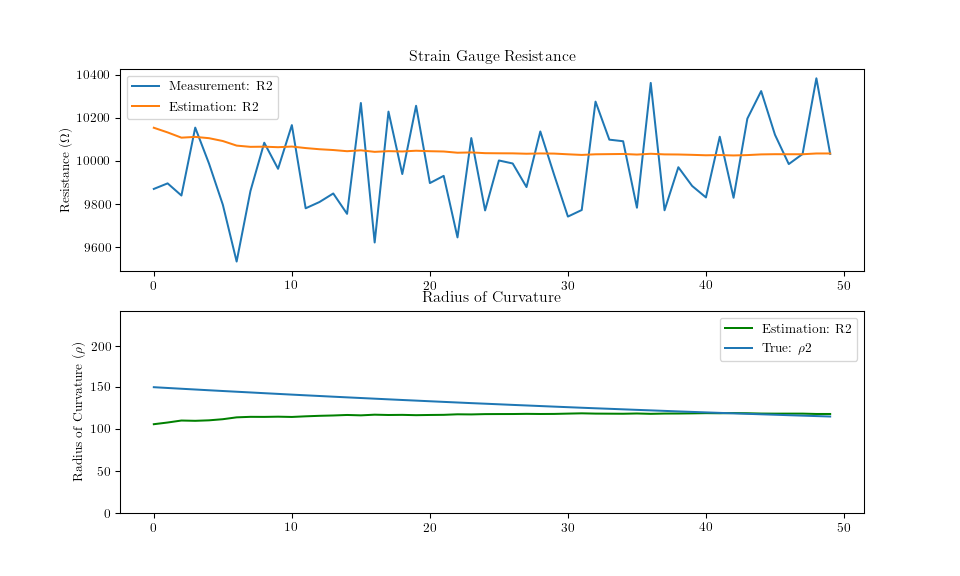 Strain Gauge Resistance
Measurement: R2
Estimation: R2
Resistance (Ω)
10400
10200
10000
9800
9600
0 10 20 30 40 50
Radius of Curvature
Estimation: R2
True: ρ2
Radius of Curvature (ρ)
200
150
100
50
0
0 10 20 30 40 50